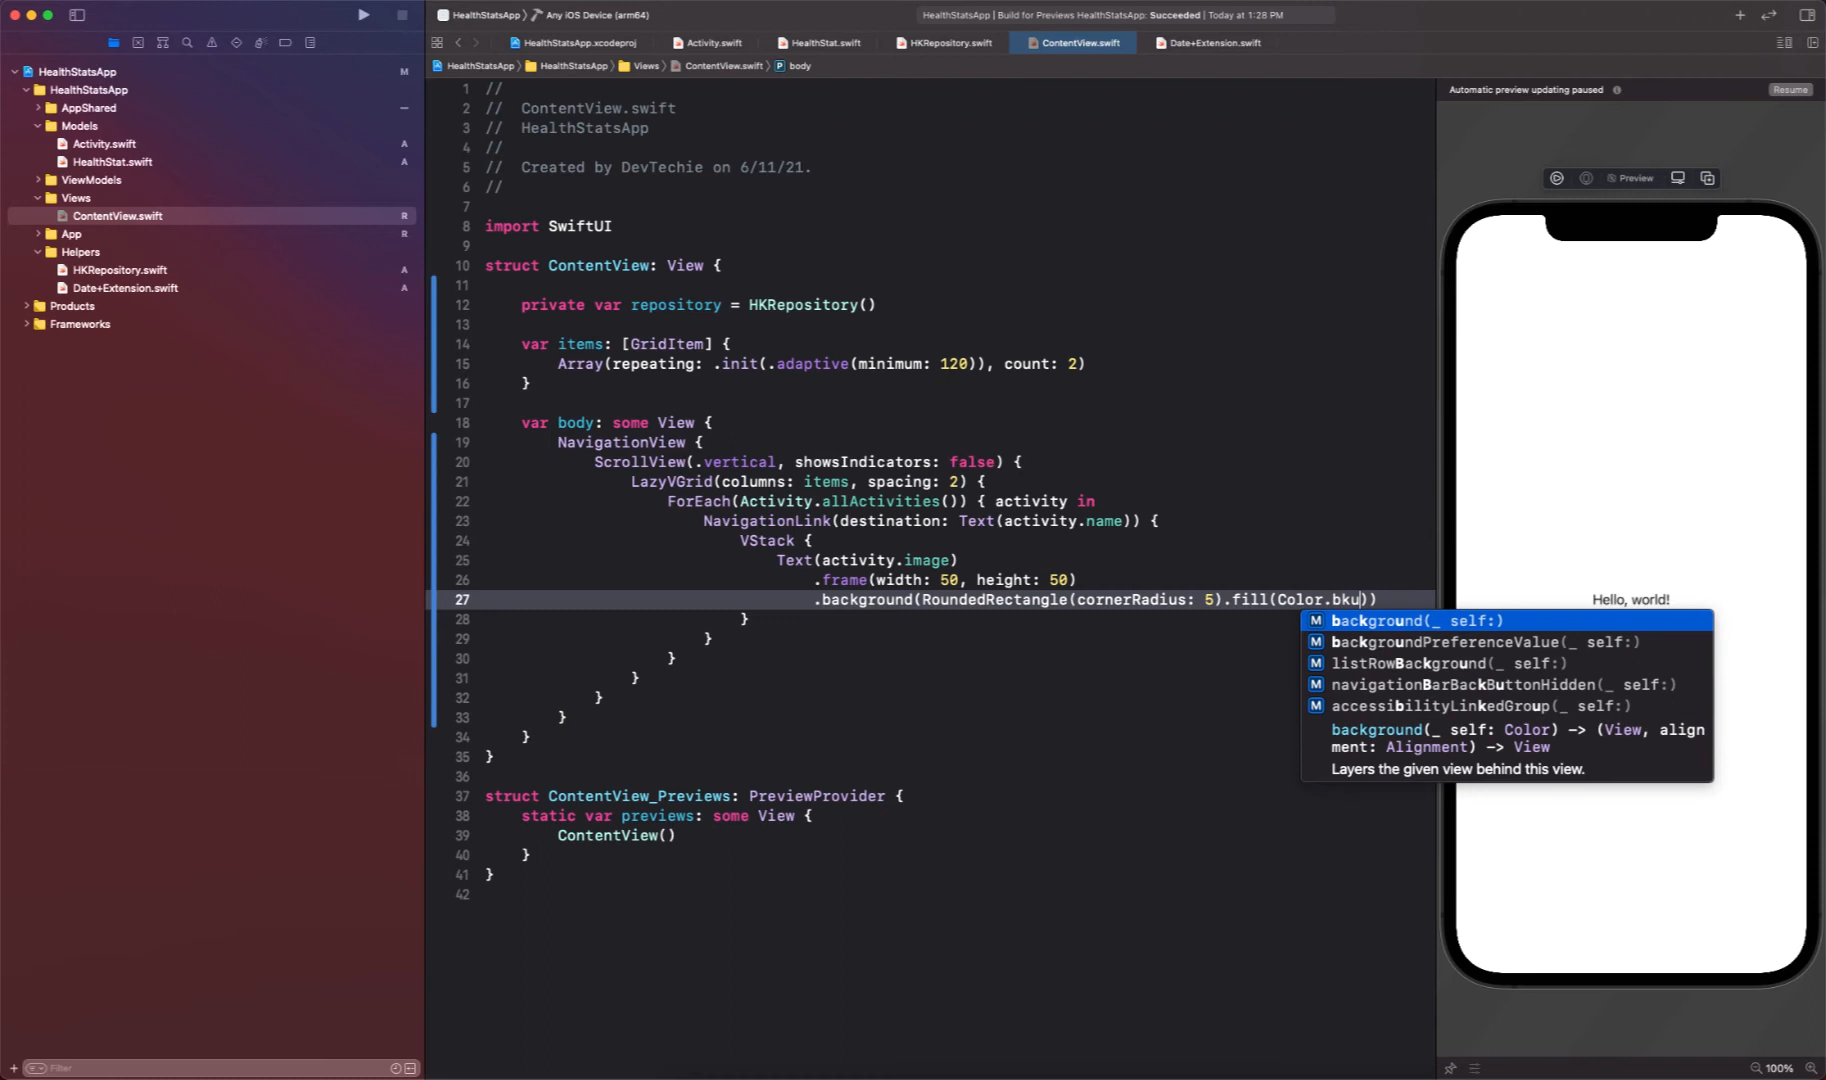 HealthStatsApp
Any iOS Device (arm64)
HealthStatsApp | Build for Previews HealthStatsApp: Succeeded | Today at 1:28 PM
HealthStatsApp.xcodeproj
Activity.swift
HealthStat.swift
HKRepository.swift
ContentView.swift
Date+Extension.swift
HealthStatsApp
HealthStatsApp
Views
ContentView.swift
P body
HealthStatsApp M
HealthStatsApp
AppShared
Models
Activity.swift A
HealthStat.swift A
ViewModels
Views
ContentView.swift R
App R
Helpers
HKRepository.swift A
Date+Extension.swift A
Products
Frameworks
Filter
1 //
2 //  ContentView.swift
3 //  HealthStatsApp
4 //
5 //  Created by DevTechie on 6/11/21.
6 //
7
8 import SwiftUI
9
10 struct ContentView: View {
11
12     private var repository = HKRepository()
13
14     var items: [GridItem] {
15         Array(repeating: .init(.adaptive(minimum: 120)), count: 2)
16     }
17
18     var body: some View {
19         NavigationView {
20             ScrollView(.vertical, showsIndicators: false) {
21                 LazyVGrid(columns: items, spacing: 2) {
22                     ForEach(Activity.allActivities()) { activity in
23                         NavigationLink(destination: Text(activity.name)) {
24                             VStack {
25                                 Text(activity.image)
26                                     .frame(width: 50, height: 50)
27                                     .background(RoundedRectangle(cornerRadius: 5).fill(Color.bku))
28                             }
29                         }
30                     }
31                 }
32             }
33         }
34     }
35 }
36
37 struct ContentView_Previews: PreviewProvider {
38     static var previews: some View {
39         ContentView()
40     }
41 }
42
M background(_ self:)
M backgroundPreferenceValue(_ self:)
M listRowBackground(_ self:)
M navigationBarBackButtonHidden(_ self:)
M accessibilityLinkedGroup(_ self:)
background(_ self: Color) -> (View, align
ment: Alignment) -> View
Layers the given view behind this view.
Automatic preview updating paused
Resume
Preview
Hello, world!
100%